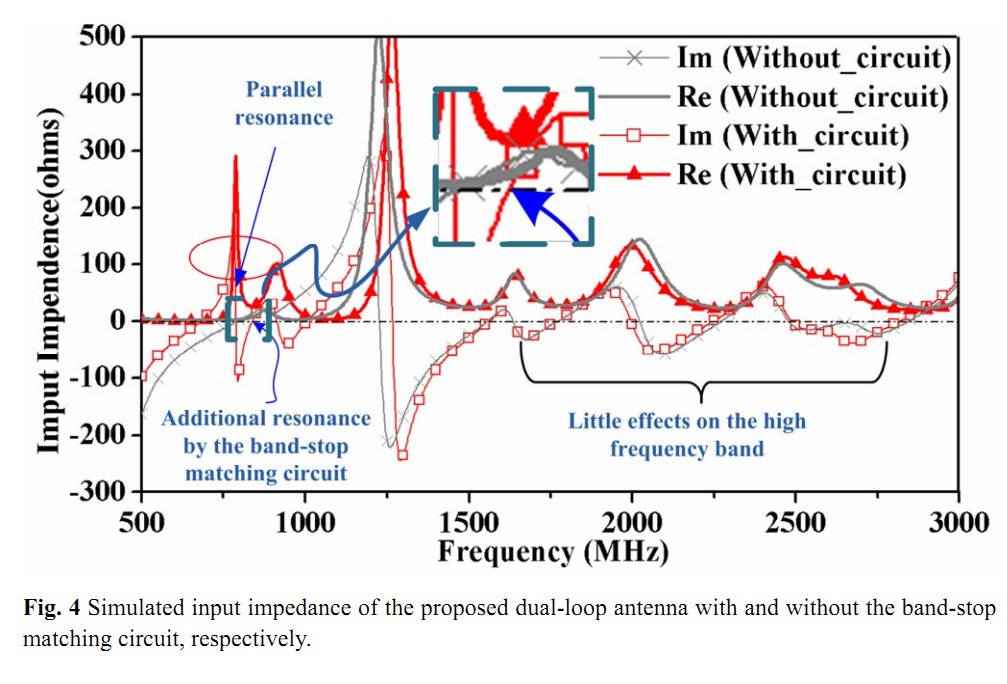 500
400
300
200
100
0
-100
-200
-300
Imput Impendence(ohms)
Parallel
resonance
Im (Without_circuit)
Re (Without_circuit)
Im (With_circuit)
Re (With_circuit)
Additional resonance
by the band-stop
matching circuit
Little effects on the high
frequency band
500 1000 1500 2000 2500 3000
Frequency (MHz)
Fig. 4 Simulated input impedance of the proposed dual-loop antenna with and without the band-stop
matching circuit, respectively.